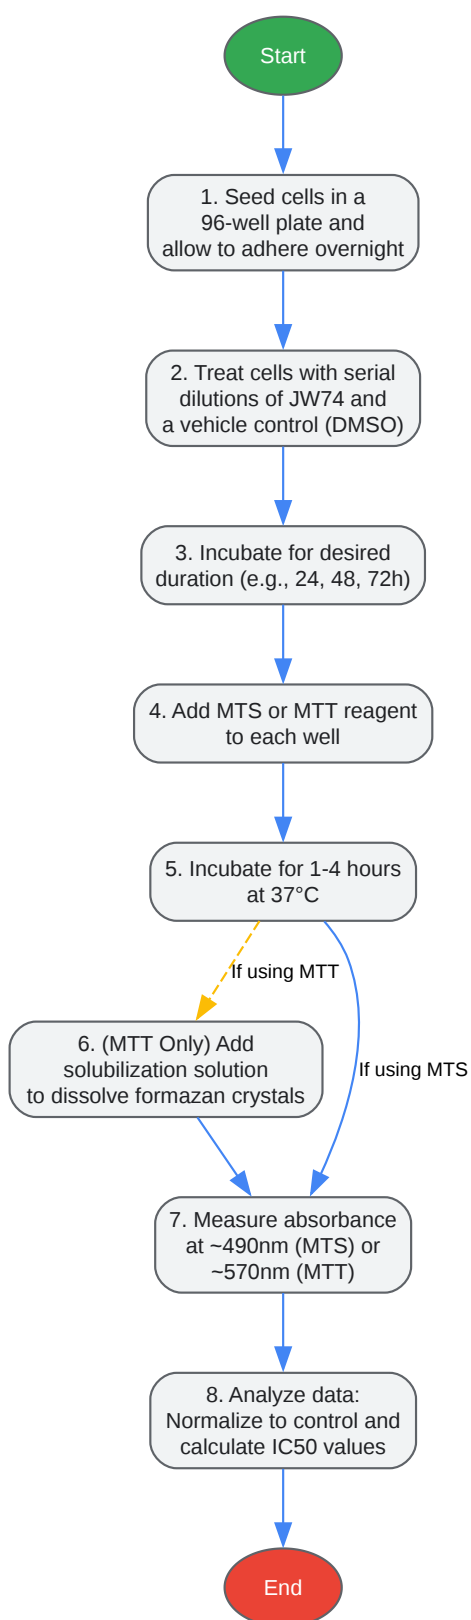 Start
1. Seed cells in a
96-well plate and
allow to adhere overnight
2. Treat cells with serial
dilutions of JW74 and
a vehicle control (DMSO)
3. Incubate for desired
duration (e.g., 24, 48, 72h)
4. Add MTS or MTT reagent
to each well
5. Incubate for 1-4 hours
at 37°C
If using MTT
6. (MTT Only) Add
solubilization solution
to dissolve formazan crystals
If using MTS
7. Measure absorbance
at ~490nm (MTS) or
~570nm (MTT)
8. Analyze data:
Normalize to control and
calculate IC50 values
End